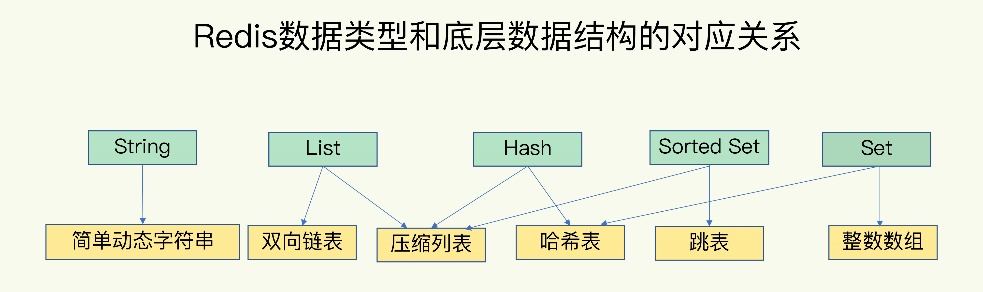 Redis数据类型和底层数据结构的对应关系
String
List
Hash
Sorted Set
Set
简单动态字符串
双向链表
压缩列表
哈希表
跳表
整数数组